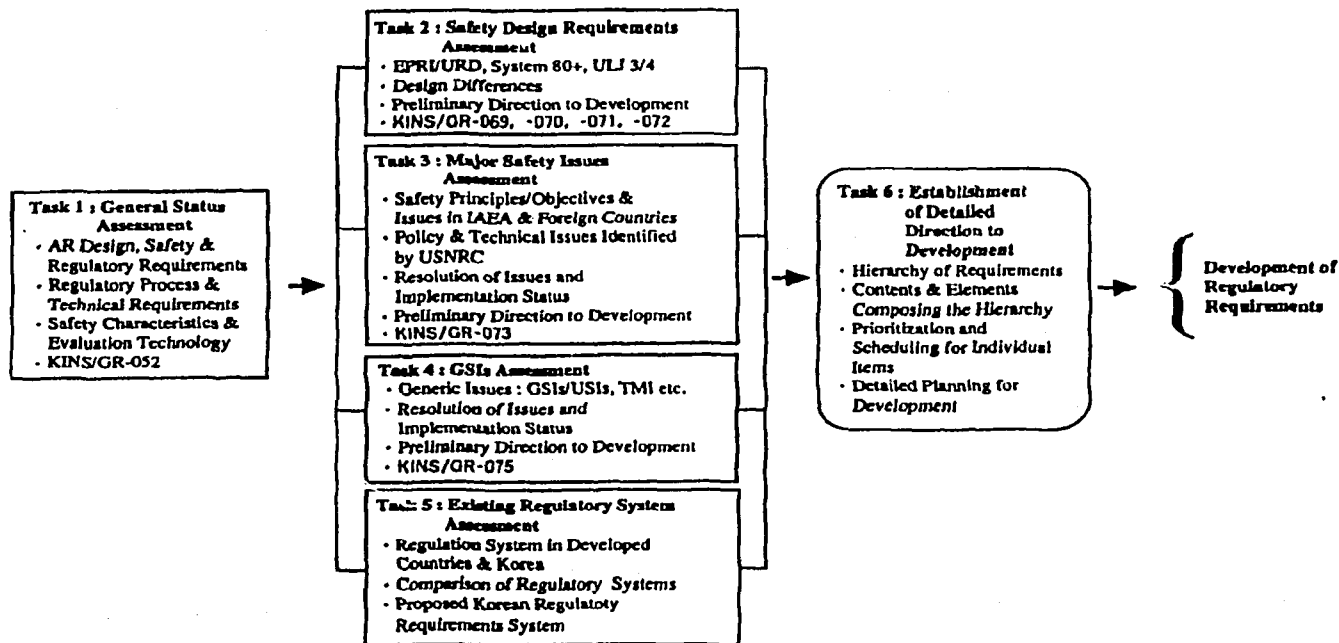 Task 1 : General Status
Assessment
· AR Design, Safety &
Regulatory Requirements
· Regulatory Process &
Technical Requirements
· Safety Characteristics &
Evaluation Technology
· KINS/GR-052
Task 2 : Safety Design Requirements
Assessment
· EPRI/URD, System 80+, ULJ 3/4
· Design Differences
· Preliminary Direction to Development
· KINS/GR-069, -070, -071, -072
Task 3 : Major Safety Issues
Assessment
· Safety Principles/Objectives &
Issues in IAEA & Foreign Countries
· Policy & Technical Issues Identified
by USNRC
· Resolution of Issues and
Implementation Status
· Preliminary Direction to Development
· KINS/GR-073
Task 4 : GSIs Assessment
· Generic Issues : GSIs/USIs, TMI etc.
· Resolution of Issues and
Implementation Status
· Preliminary Direction to Development
· KINS/GR-075
Task 5 : Existing Regulatory System
Assessment
· Regulation System in Developed
Countries & Korea
· Comparison of Regulatory Systems
· Proposed Korean Regulatoty
Requirements System
Task 6 : Establishment
of Detailed
Direction to
Development
· Hierarchy of Requirements
· Contents & Elements
Composing the Hierarchy
· Prioritization and
Scheduling for Individual
Items
· Detailed Planning for
Development
Development of
Regulatory
Requirements